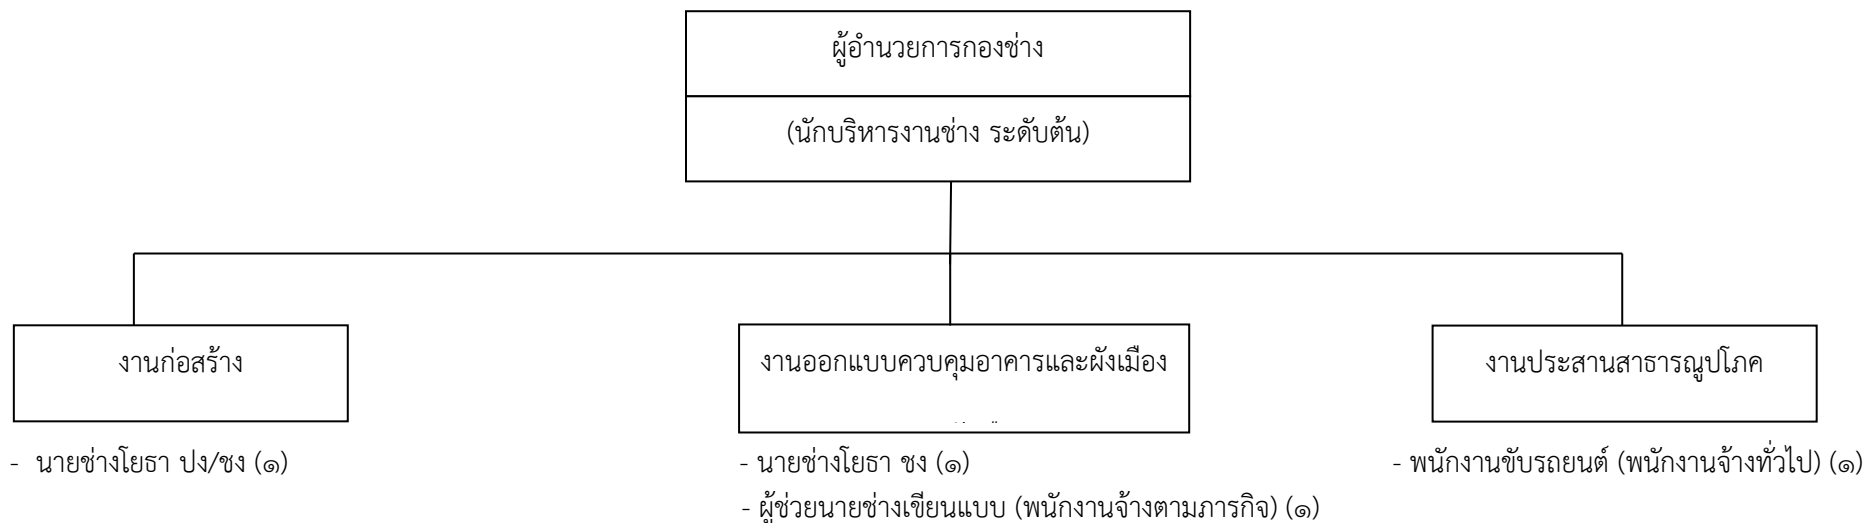 ผู้อำนวยการกองช่าง
(นักบริหารงานช่าง ระดับต้น)
งานก่อสร้าง
งานออกแบบควบคุมอาคารและผังเมือง
งานประสานสาธารณูปโภค
- นายช่างโยธา ปง/ชง (๑)
- นายช่างโยธา ชง (๑)
- ผู้ช่วยนายช่างเขียนแบบ (พนักงานจ้างตามภารกิจ) (๑)
- พนักงานขับรถยนต์ (พนักงานจ้างทั่วไป) (๑)